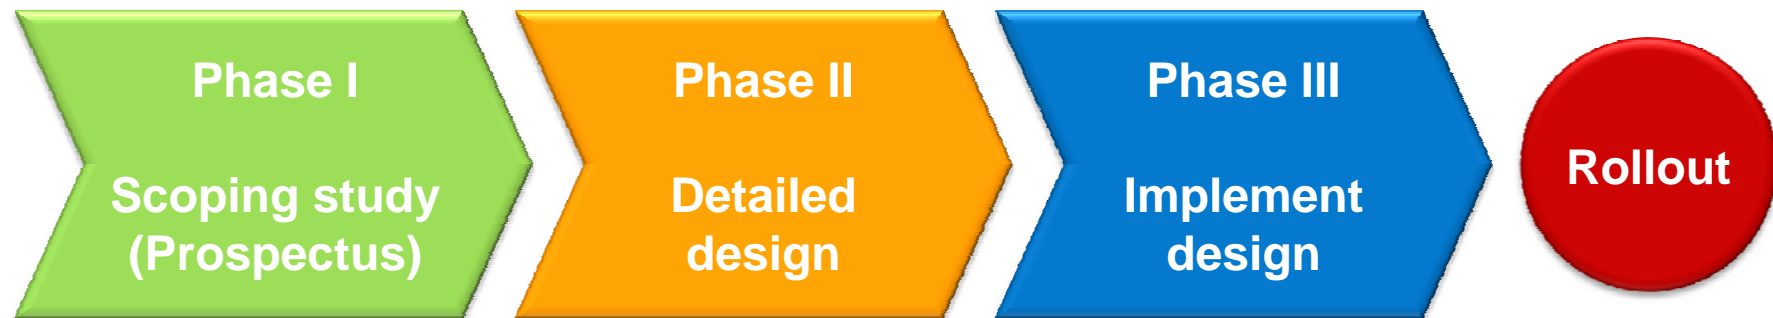 Phase I
Scoping study
(Prospectus)
Phase II
Detailed
design
Phase III
Implement
design
Rollout